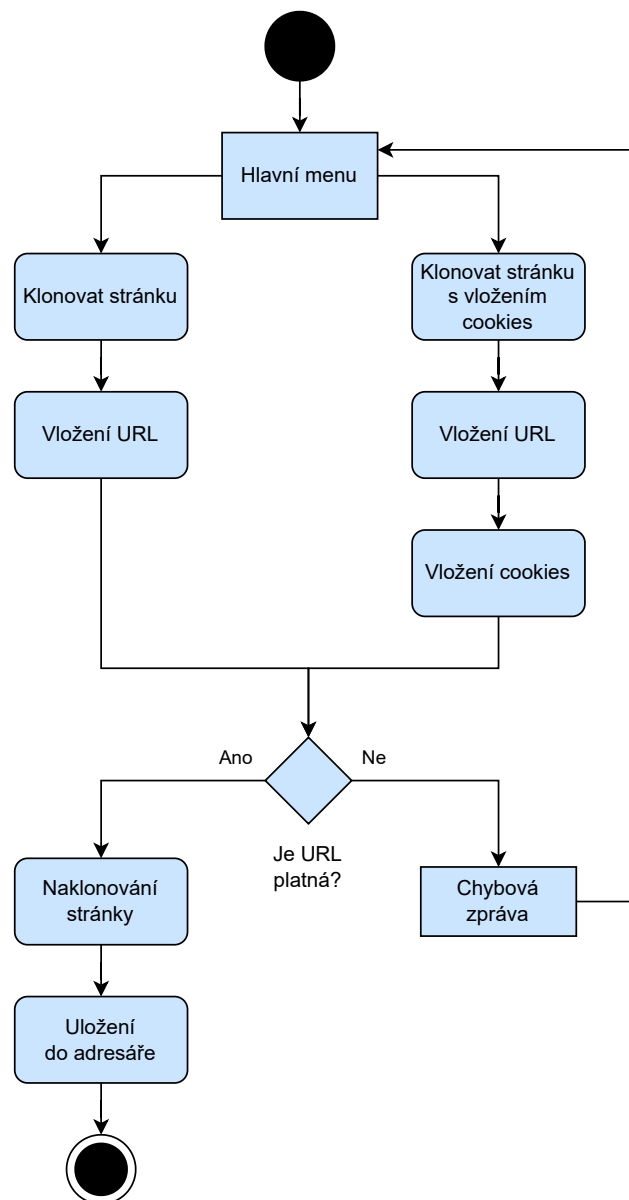 Hlavní menu
Klonovat stránku
Klonovat stránku
s vložením
cookies
Vložení URL
Vložení URL
Vložení cookies
Ano
Ne
Je URL
platná?
Naklonování
stránky
Chybová
zpráva
Uložení
do adresáře